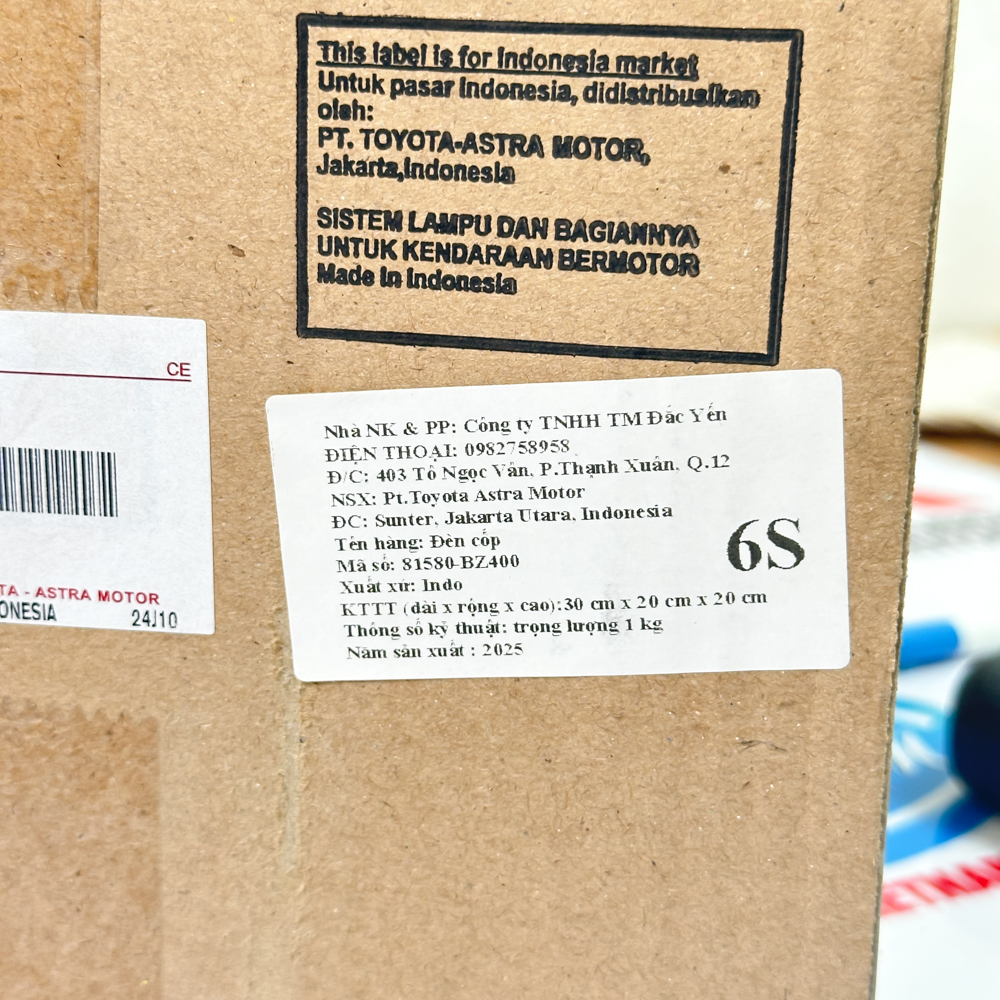 This label is for Indonesia market
Untuk pasar Indonesia, didistribusikan
oleh:
PT. TOYOTA-ASTRA MOTOR,
Jakarta,Indonesia
SISTEM LAMPU DAN BAGIANNYA
UNTUK KENDARAAN BERMOTOR
Made In Indonesia
CE
TA - ASTRA MOTOR
ONESIA
24J10
Nhà NK & PP: Công ty TNHH TM Đắc Yến
ĐIỆN THOẠI: 0982758958
Đ/C: 403 Tô Ngọc Vân, P.Thạnh Xuân, Q.12
NSX: Pt.Toyota Astra Motor
ĐC: Sunter, Jakarta Utara, Indonesia
Tên hàng: Đèn cốp
Mã số: 81580-BZ400
Xuất xứ: Indo
KTTT (dài x rộng x cao):30 cm x 20 cm x 20 cm
Thông số kỹ thuật: trọng lượng 1 kg
Năm sản xuất : 2025
6S